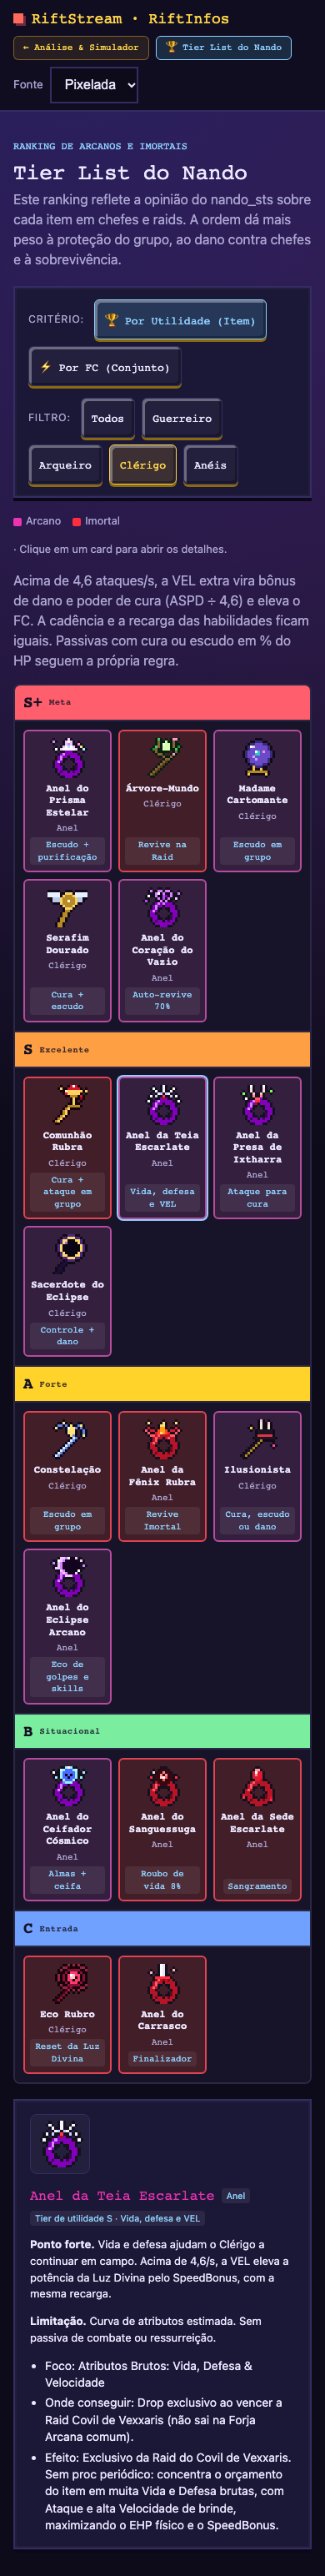 RiftStream · RiftInfos
← Análise & Simulador
🏆 Tier List do Nando
Fonte
Pixelada
RANKING DE ARCANOS E IMORTAIS
Tier List do Nando
Este ranking reflete a opinião do nando_sts sobre
cada item em chefes e raids. A ordem dá mais
peso à proteção do grupo, ao dano contra chefes
e à sobrevivência.
CRITÉRIO:
🏆 Por Utilidade (Item)
⚡ Por FC (Conjunto)
FILTRO:
Todos
Guerreiro
Arqueiro
Clérigo
Anéis
Arcano
Imortal
· Clique em um card para abrir os detalhes.
Acima de 4,6 ataques/s, a VEL extra vira bônus
de dano e poder de cura (ASPD ÷ 4,6) e eleva o
FC. A cadência e a recarga das habilidades ficam
iguais. Passivas com cura ou escudo em % do
HP seguem a própria regra.
S+ Meta
Anel do
Prisma
Estelar
Anel
Escudo +
purificação
Árvore-Mundo
Clérigo
Revive na
Raid
Madame
Cartomante
Clérigo
Escudo em
grupo
Serafim
Dourado
Clérigo
Cura +
escudo
Anel do
Coração do
Vazio
Anel
Auto-revive
70%
S Excelente
Comunhão
Rubra
Clérigo
Cura +
ataque em
grupo
Anel da Teia
Escarlate
Anel
Vida, defesa
e VEL
Anel da
Presa de
Ixtharra
Anel
Ataque para
cura
Sacerdote do
Eclipse
Clérigo
Controle +
dano
A Forte
Constelação
Clérigo
Escudo em
grupo
Anel da
Fênix Rubra
Anel
Revive
Imortal
Ilusionista
Clérigo
Cura, escudo
ou dano
Anel do
Eclipse
Arcano
Anel
Eco de
golpes e
skills
B Situacional
Anel do
Ceifador
Cósmico
Anel
Almas +
ceifa
Anel do
Sanguessuga
Anel
Roubo de
vida 8%
Anel da Sede
Escarlate
Anel
Sangramento
C Entrada
Eco Rubro
Clérigo
Reset da Luz
Divina
Anel do
Carrasco
Anel
Finalizador
Anel da Teia Escarlate
Anel
Tier de utilidade S · Vida, defesa e VEL
Ponto forte. Vida e defesa ajudam o Clérigo a
continuar em campo. Acima de 4,6/s, a VEL eleva a
potência da Luz Divina pelo SpeedBonus, com a
mesma recarga.
Limitação. Curva de atributos estimada. Sem
passiva de combate ou ressurreição.
• Foco: Atributos Brutos: Vida, Defesa &
Velocidade
• Onde conseguir: Drop exclusivo ao vencer a
Raid Covil de Vexxaris (não sai na Forja
Arcana comum).
• Efeito: Exclusivo da Raid do Covil de Vexxaris.
Sem proc periódico: concentra o orçamento
do item em muita Vida e Defesa brutas, com
Ataque e alta Velocidade de brinde,
maximizando o EHP físico e o SpeedBonus.